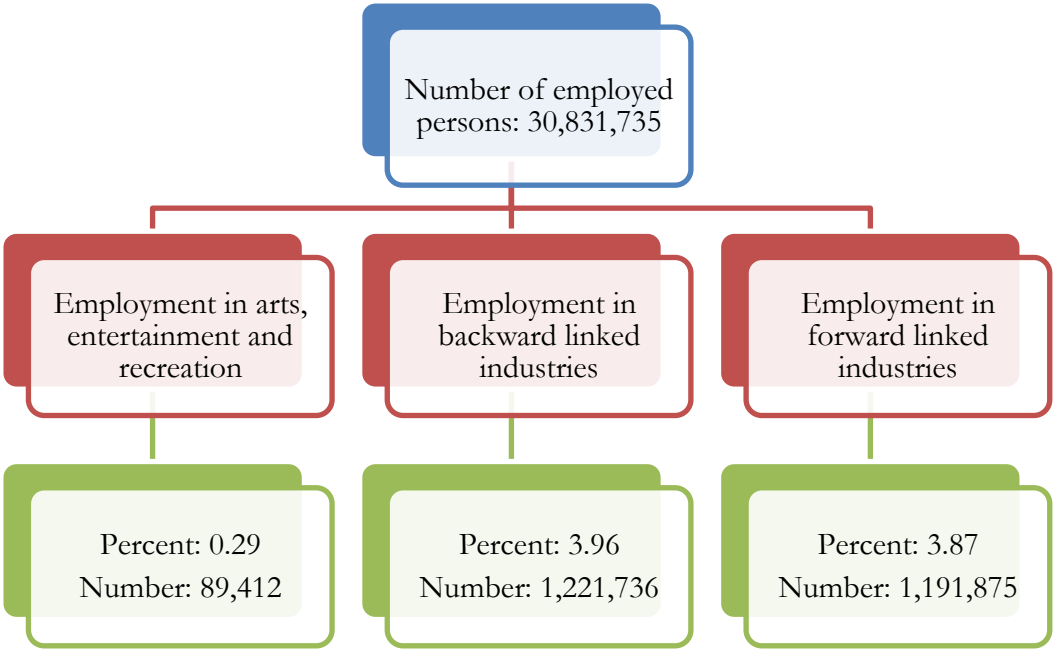 Number of employed
persons: 30,831,735
Employment in arts,
entertainment and
recreation
Employment in
backward linked
industries
Employment in
forward linked
industries
Percent: 0.29
Number: 89,412
Percent: 3.96
Number: 1,221,736
Percent: 3.87
Number: 1,191,875